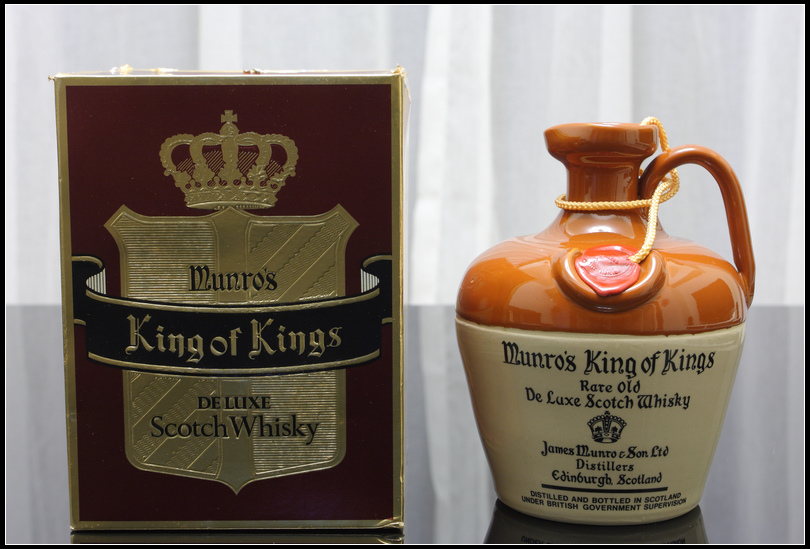 Munro's
King of Kings
DE LUXE
Scotch Whisky
Munro's King of Kings
Rare Old
De Luxe Scotch Whisky
James Munro & Son Ltd
Distillers
Edinburgh, Scotland
DISTILLED AND BOTTLED IN SCOTLAND
UNDER BRITISH GOVERNMENT SUPERVISION